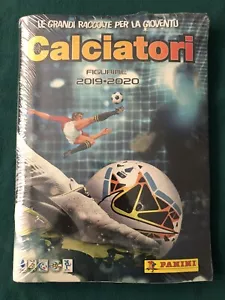 LE GRANDI RACCOLTE PER LA GIOVENTÙ
Calciatori
FIGURINE
2019-2020
PANINI